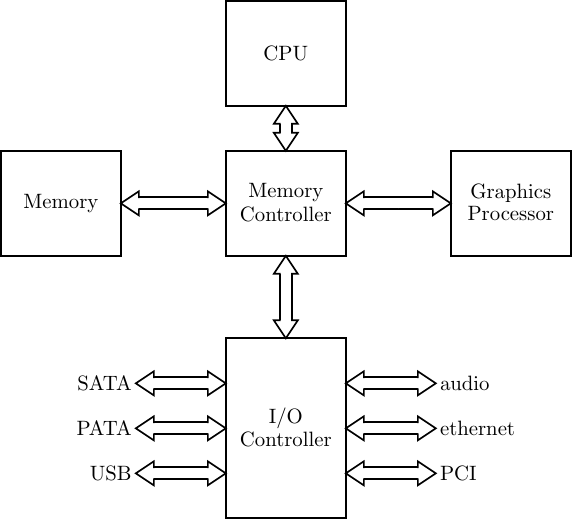 CPU
Memory
Memory
Controller
Graphics
Processor
SATA
PATA
USB
I/O
Controller
audio
ethernet
PCI